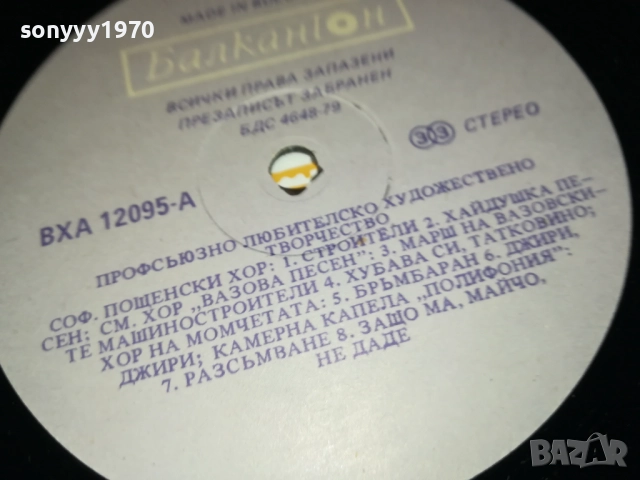 sonyyy1970
MADE IN
Балкантон
ВСИЧКИ ПРАВА ЗАПАЗЕНИ
ПРЕЗАПИСЪТ ЗАБРАНЕН
БДС 4648-79
33 СТЕРЕО
ВХА 12095-А
ПРОФСЬЮЗНО ЛЮБИТЕЛСКО ХУДОЖЕСТВЕНО
ТВОРЧЕСТВО
СОФ. ПОЩЕНСКИ ХОР: 1. СТРОИТЕЛИ 2. ХАЙДУШКА ПЕ-
СЕН: СМ. ХОР „ВАЗОВА ПЕСЕН": 3. МАРШ НА ВАЗОВСКИ-
ТЕ МАШИНОСТРОИТЕЛИ 4. ХУБАВА СИ, ТАТКОВИНО;
ХОР НА МОМЧЕТАТА: 5. БРЪМБАРАН 6. ДЖИРИ,
ДЖИРИ; КАМЕРНА КАПЕЛА „ПОЛИФОНИЯ":
7. РАЗСЪМВАНЕ 8. ЗАЩО МА, МАЙЧО,
НЕ ДАДЕ
BAZAR